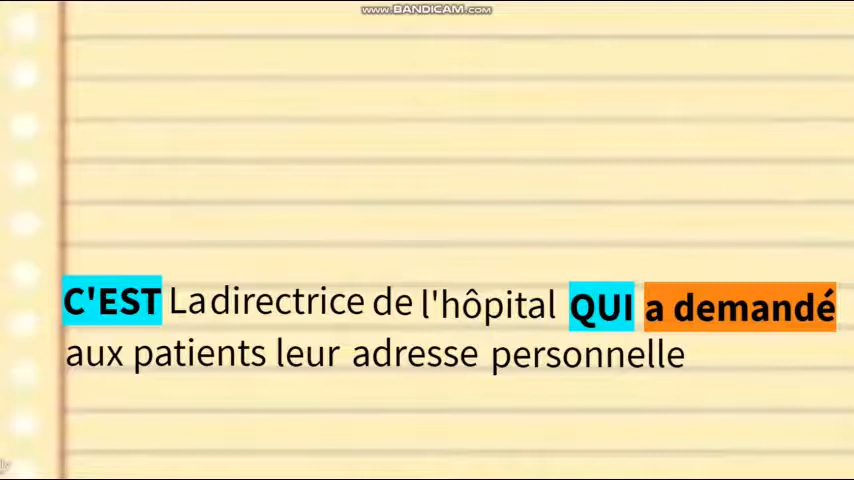 www.BANDICAM.com
C'EST La directrice de l'hôpital QUI a demandé
aux patients leur adresse personnelle